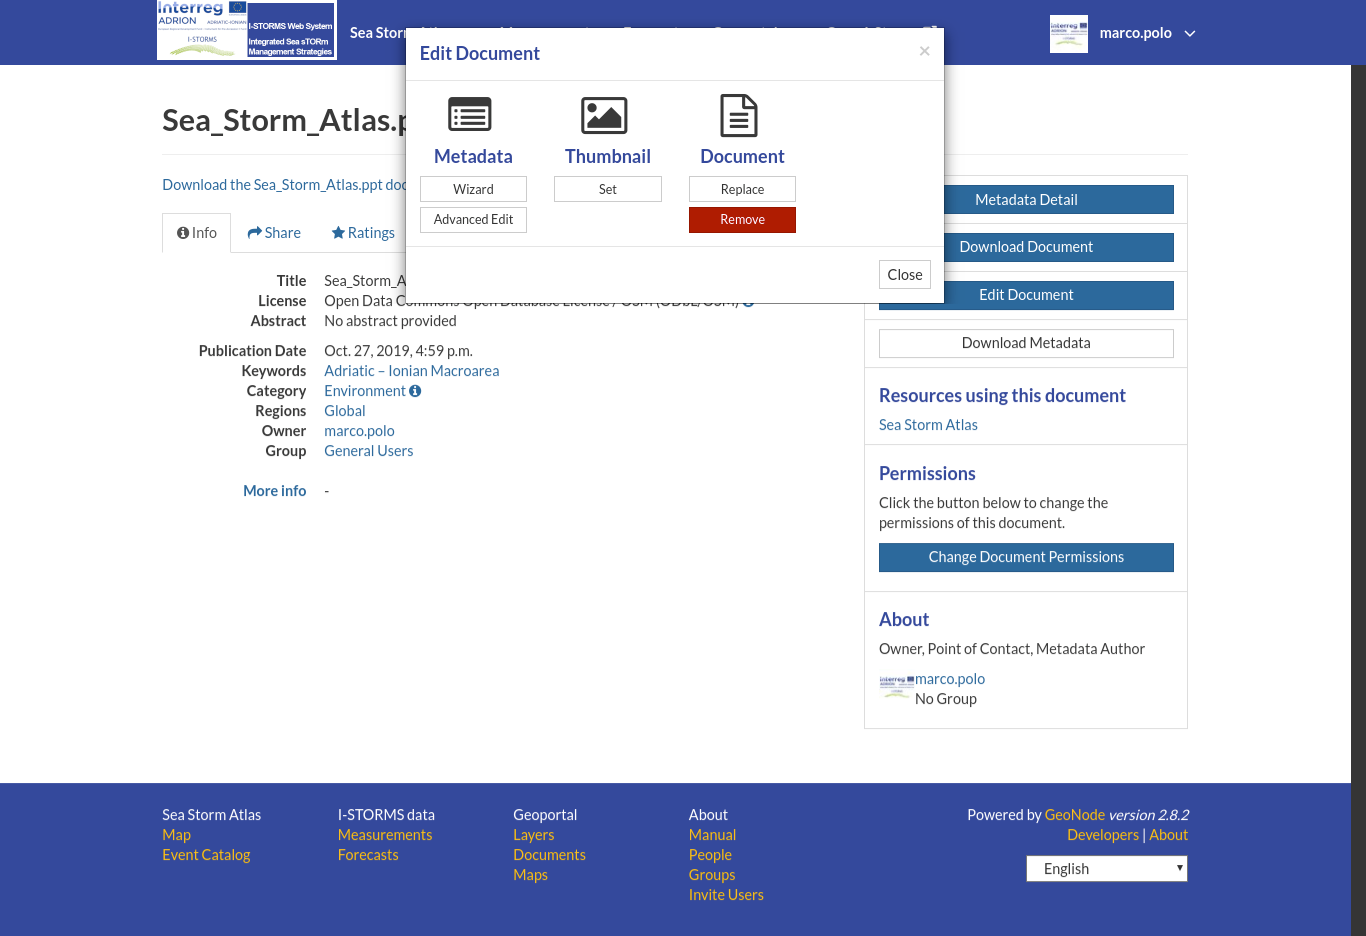 Interreg
ADRION ADRIATIC-IONIAN
I-STORMS
I-STORMS Web System
Integrated Sea sTORm
Management Strategies
marco.polo
Edit Document
×
Metadata
Thumbnail
Document
Wizard
Set
Replace
Advanced Edit
Remove
Close
Sea_Storm_Atlas.p
Download the Sea_Storm_Atlas.ppt doc
Info
Share
Ratings
Title Sea_Storm_A
License Open Data Commons Open Database License / OSM (ODbL/OSM)
Abstract No abstract provided
Publication Date Oct. 27, 2019, 4:59 p.m.
Keywords Adriatic – Ionian Macroarea
Category Environment
Regions Global
Owner marco.polo
Group General Users
More info -
Metadata Detail
Download Document
Edit Document
Download Metadata
Resources using this document
Sea Storm Atlas
Permissions
Click the button below to change the
permissions of this document.
Change Document Permissions
About
Owner, Point of Contact, Metadata Author
marco.polo
No Group
Sea Storm Atlas
Map
Event Catalog
I-STORMS data
Measurements
Forecasts
Geoportal
Layers
Documents
Maps
About
Manual
People
Groups
Invite Users
Powered by GeoNode version 2.8.2
Developers | About
English